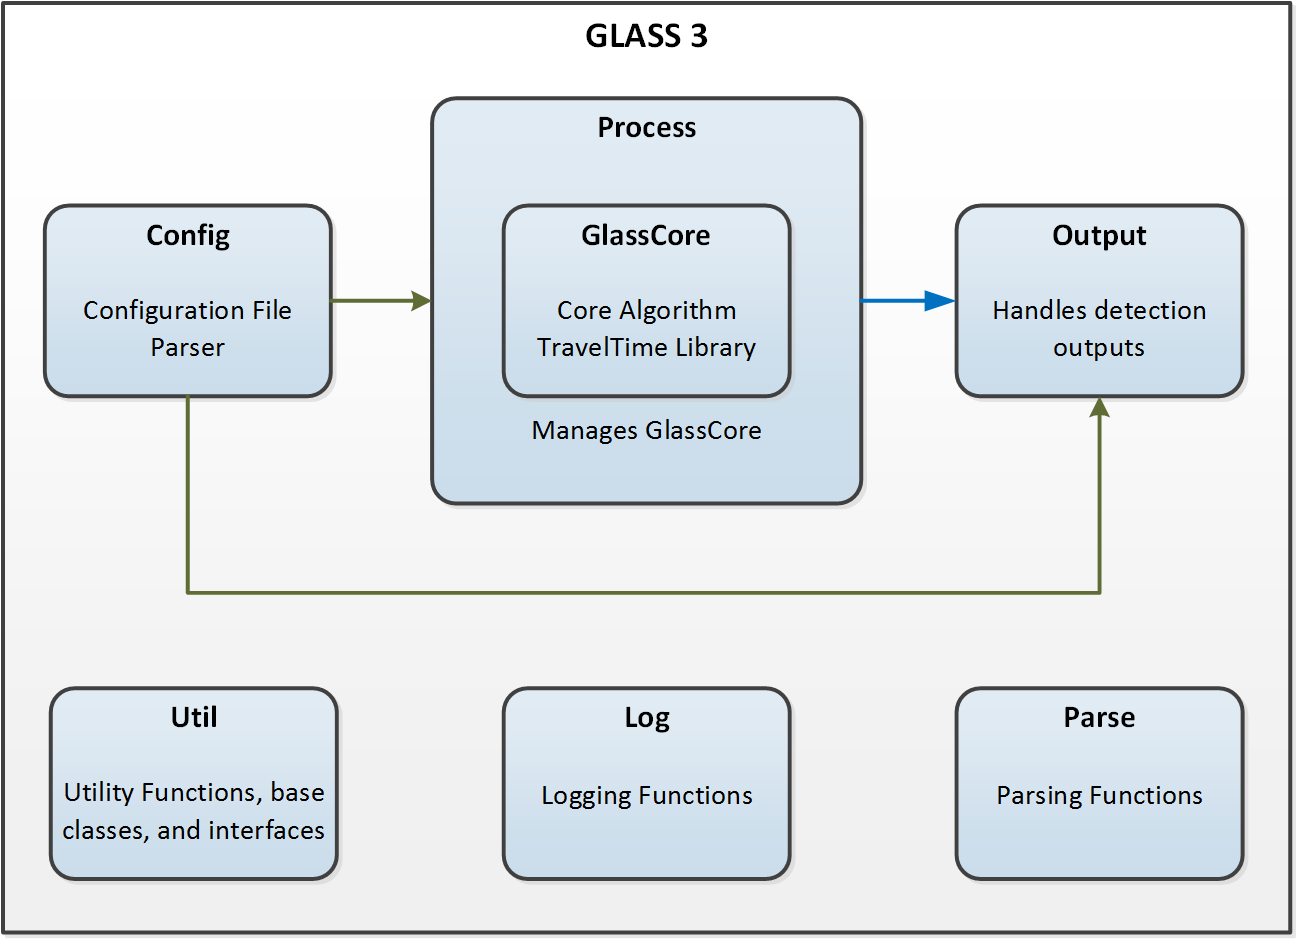 GLASS 3
Process
Config
Configuration File
Parser
GlassCore
Core Algorithm
TravelTime Library
Manages GlassCore
Output
Handles detection
outputs
Util
Utility Functions, base
classes, and interfaces
Log
Logging Functions
Parse
Parsing Functions